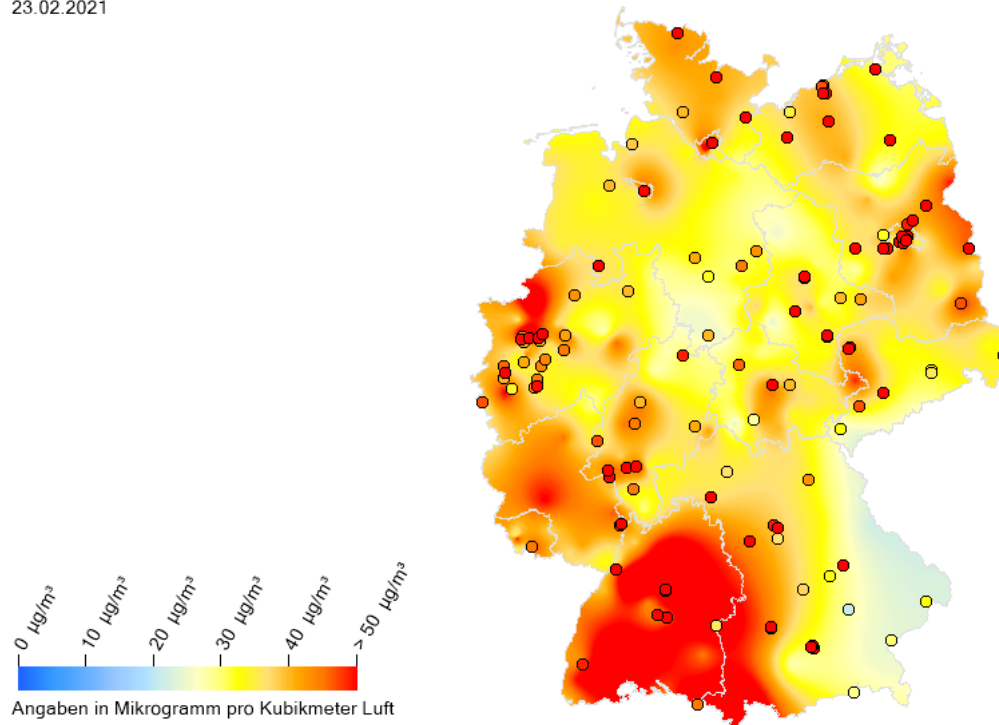 23.02.2021
0 µg/m³
10 µg/m³
20 µg/m³
30 µg/m³
40 µg/m³
> 50 µg/m³
Angaben in Mikrogramm pro Kubikmeter Luft